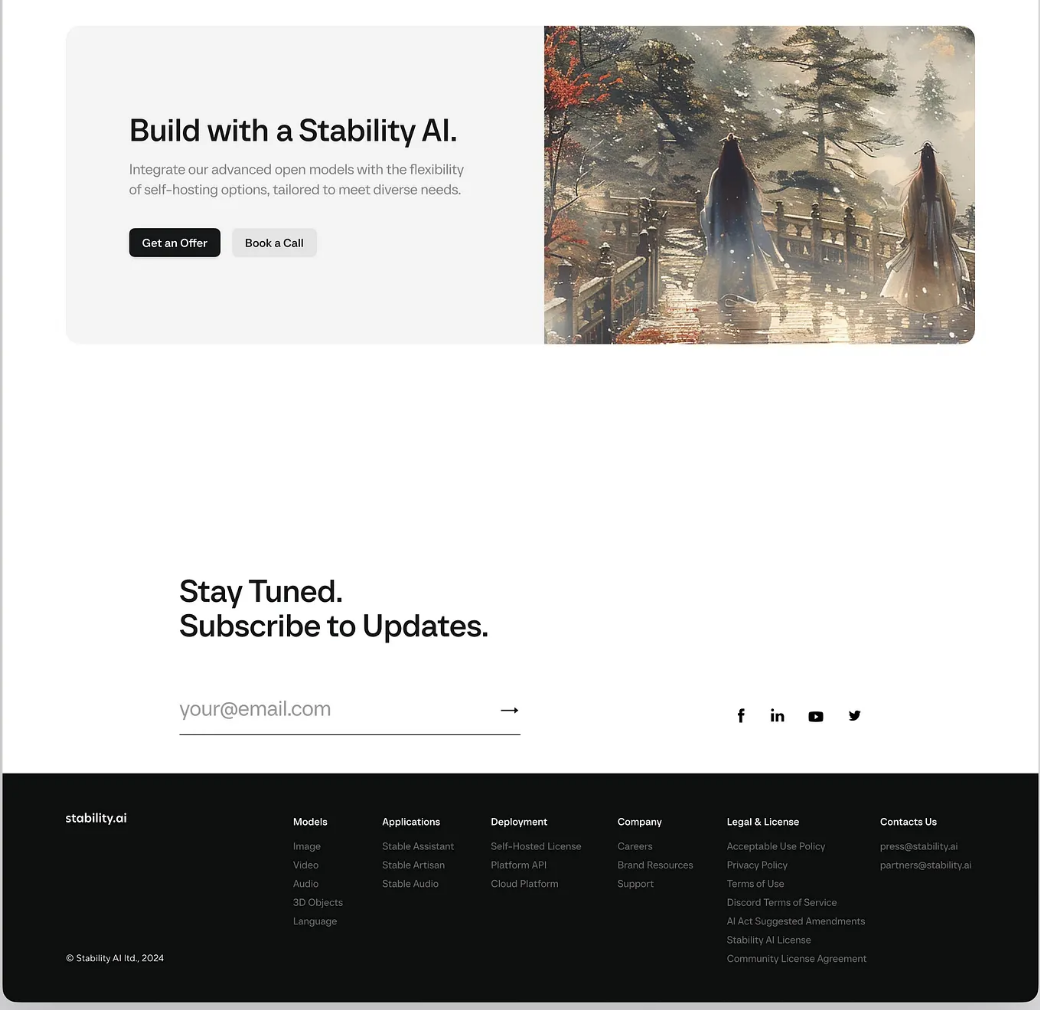 Build with a Stability AI.
Integrate our advanced open models with the flexibility
of self-hosting options, tailored to meet diverse needs.
Get an Offer
Book a Call
Stay Tuned.
Subscribe to Updates.
your@email.com
stability.ai
Models
Image
Video
Audio
3D Objects
Language
Applications
Stable Assistant
Stable Artisan
Stable Audio
Deployment
Self-Hosted License
Platform API
Cloud Platform
Company
Careers
Brand Resources
Support
Legal & License
Acceptable Use Policy
Privacy Policy
Terms of Use
Discord Terms of Service
AI Act Suggested Amendments
Stability AI License
Community License Agreement
Contacts Us
press@stability.ai
partners@stability.ai
© Stability AI ltd., 2024